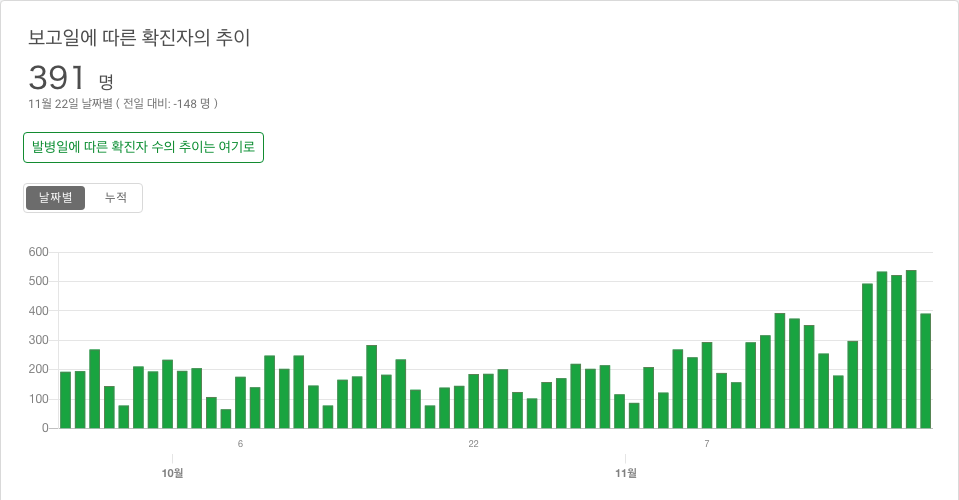 보고일에 따른 확진자의 추이
391 명
11월 22일 날짜별 ( 전일 대비: -148 명 )
발병일에 따른 확진자 수의 추이는 여기로
날짜별 누적
600
500
400
300
200
100
0
6 22 7
10월 11월